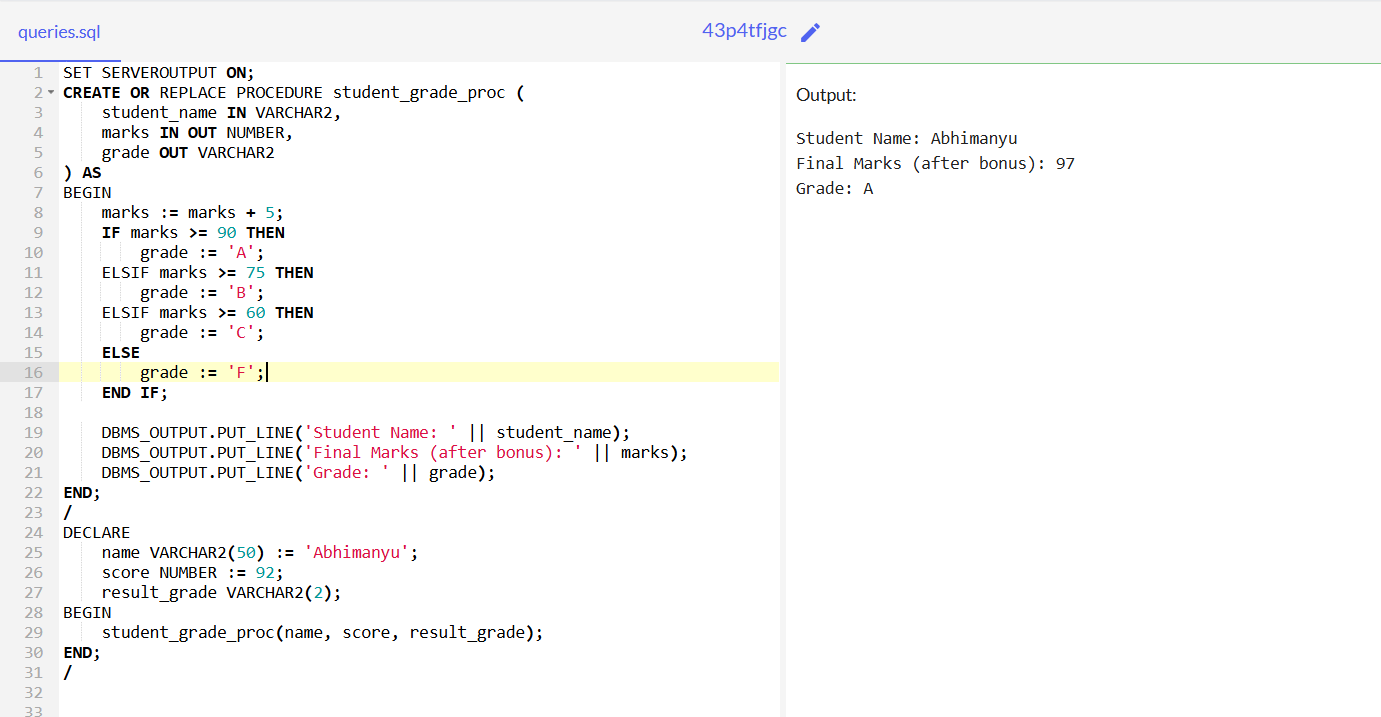 queries.sql
43p4tfjgc
1 SET SERVEROUTPUT ON;
2 CREATE OR REPLACE PROCEDURE student_grade_proc (
3     student_name IN VARCHAR2,
4     marks IN OUT NUMBER,
5     grade OUT VARCHAR2
6 ) AS
7 BEGIN
8     marks := marks + 5;
9     IF marks >= 90 THEN
10         grade := 'A';
11     ELSIF marks >= 75 THEN
12         grade := 'B';
13     ELSIF marks >= 60 THEN
14         grade := 'C';
15     ELSE
16         grade := 'F';
17     END IF;
18
19     DBMS_OUTPUT.PUT_LINE('Student Name: ' || student_name);
20     DBMS_OUTPUT.PUT_LINE('Final Marks (after bonus): ' || marks);
21     DBMS_OUTPUT.PUT_LINE('Grade: ' || grade);
22 END;
23 /
24 DECLARE
25     name VARCHAR2(50) := 'Abhimanyu';
26     score NUMBER := 92;
27     result_grade VARCHAR2(2);
28 BEGIN
29     student_grade_proc(name, score, result_grade);
30 END;
31 /
32
33
Output:
Student Name: Abhimanyu
Final Marks (after bonus): 97
Grade: A